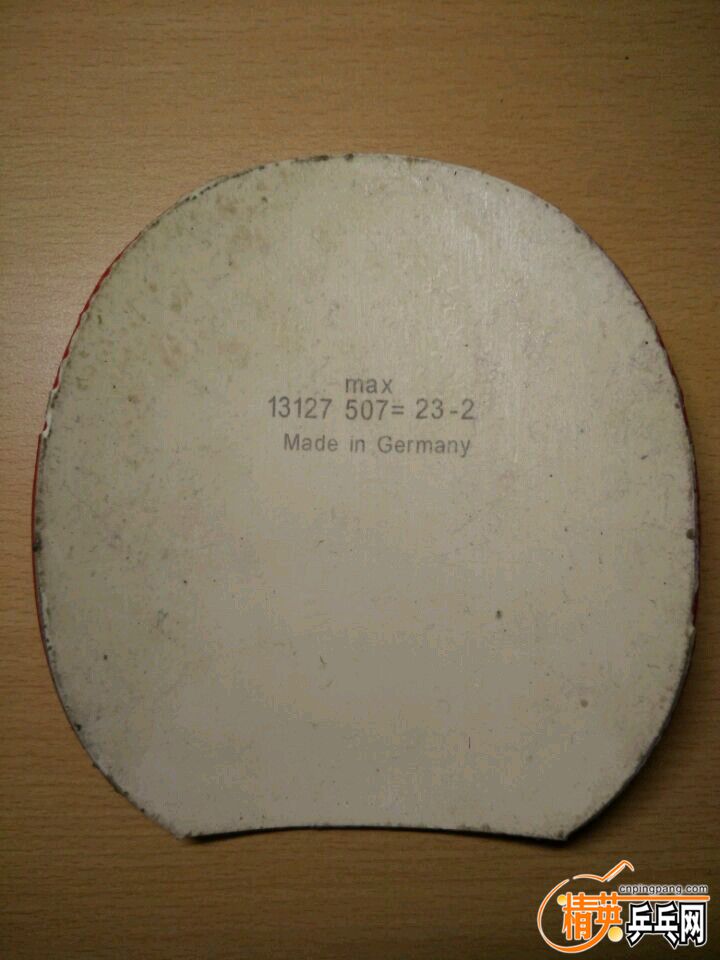 max
13127 507= 23-2
Made in Germany
cnpingpang.com
精英乒乓网